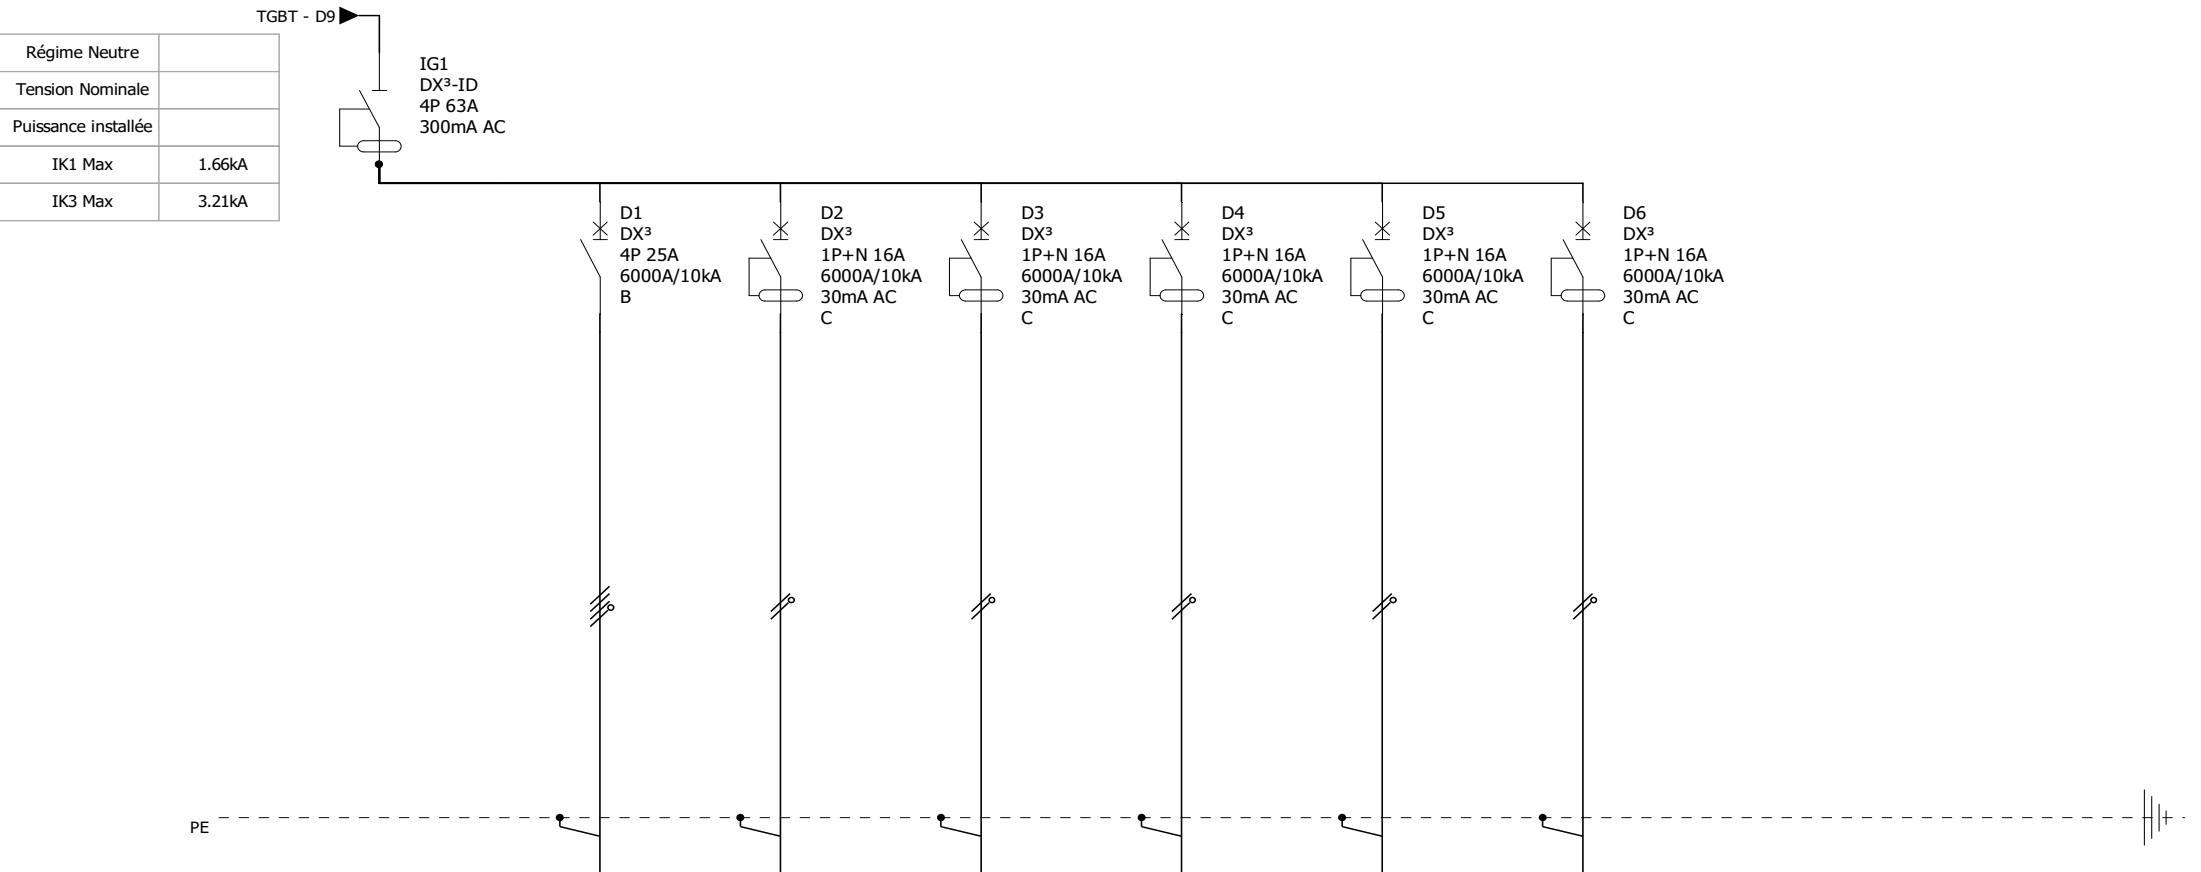 TGBT - D9
Régime Neutre
Tension Nominale
Puissance installée
IK1 Max 1.66kA
IK3 Max 3.21kA
IG1
DX³-ID
4P 63A
300mA AC
D1
DX³
4P 25A
6000A/10kA
B
D2
DX³
1P+N 16A
6000A/10kA
30mA AC
C
D3
DX³
1P+N 16A
6000A/10kA
30mA AC
C
D4
DX³
1P+N 16A
6000A/10kA
30mA AC
C
D5
DX³
1P+N 16A
6000A/10kA
30mA AC
C
D6
DX³
1P+N 16A
6000A/10kA
30mA AC
C
PE